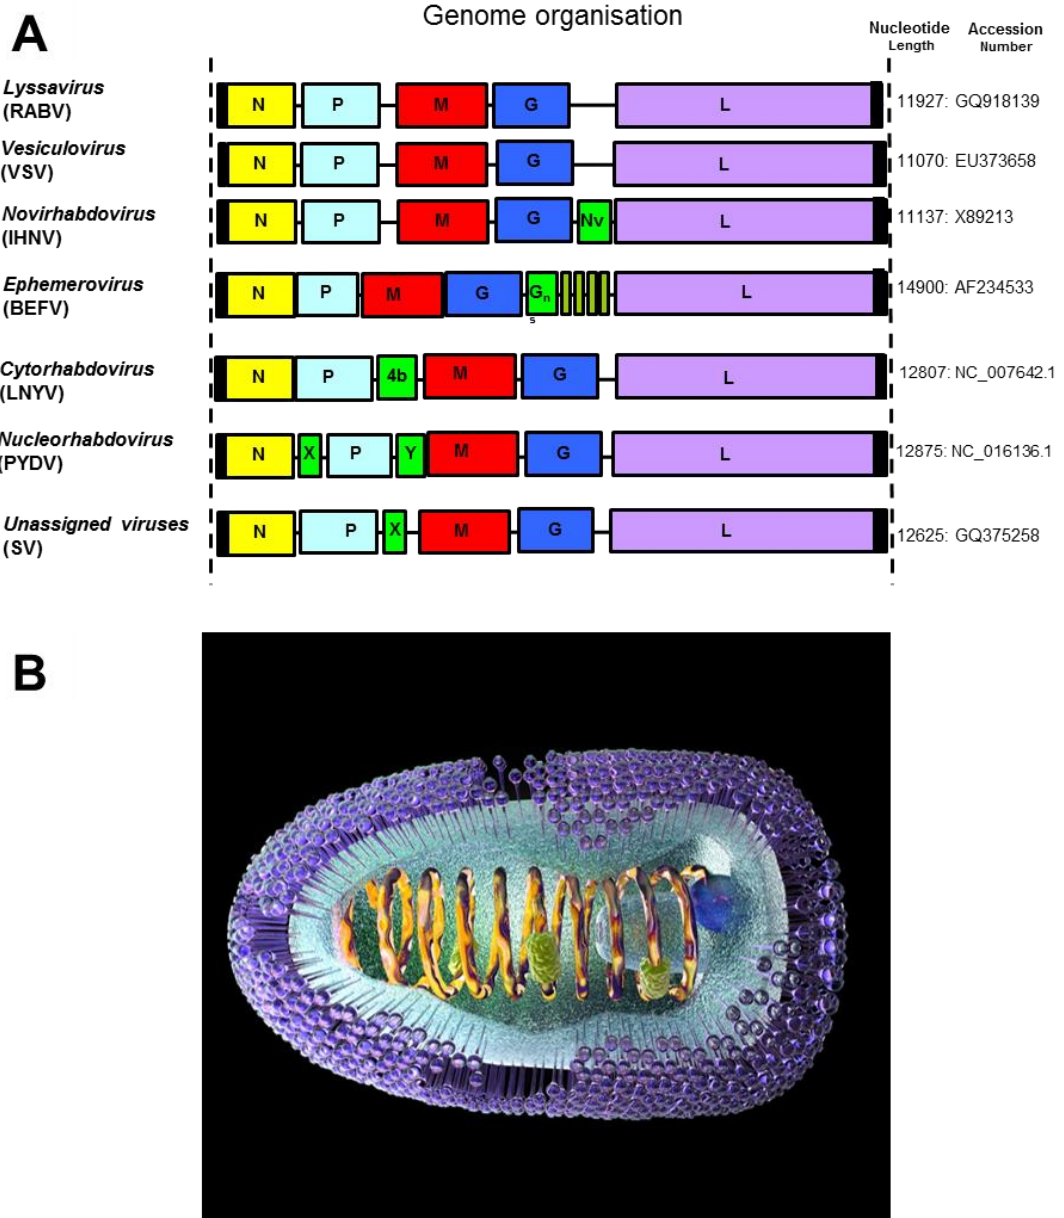 A
Genome organisation
Nucleotide Accession
Length Number
Lyssavirus
(RABV)
N P M G L
11927: GQ918139
Vesiculovirus
(VSV)
N P M G L
11070: EU373658
Novirhabdovirus
(IHNV)
N P M G Nv L
11137: X89213
Ephemerovirus
(BEFV)
N P M G Gn L
s
14900: AF234533
Cytorhabdovirus
(LNYV)
N P 4b M G L
12807: NC_007642.1
Nucleorhabdovirus
(PYDV)
N X P Y M G L
12875: NC_016136.1
Unassigned viruses
(SV)
N P X M G L
12625: GQ375258
B